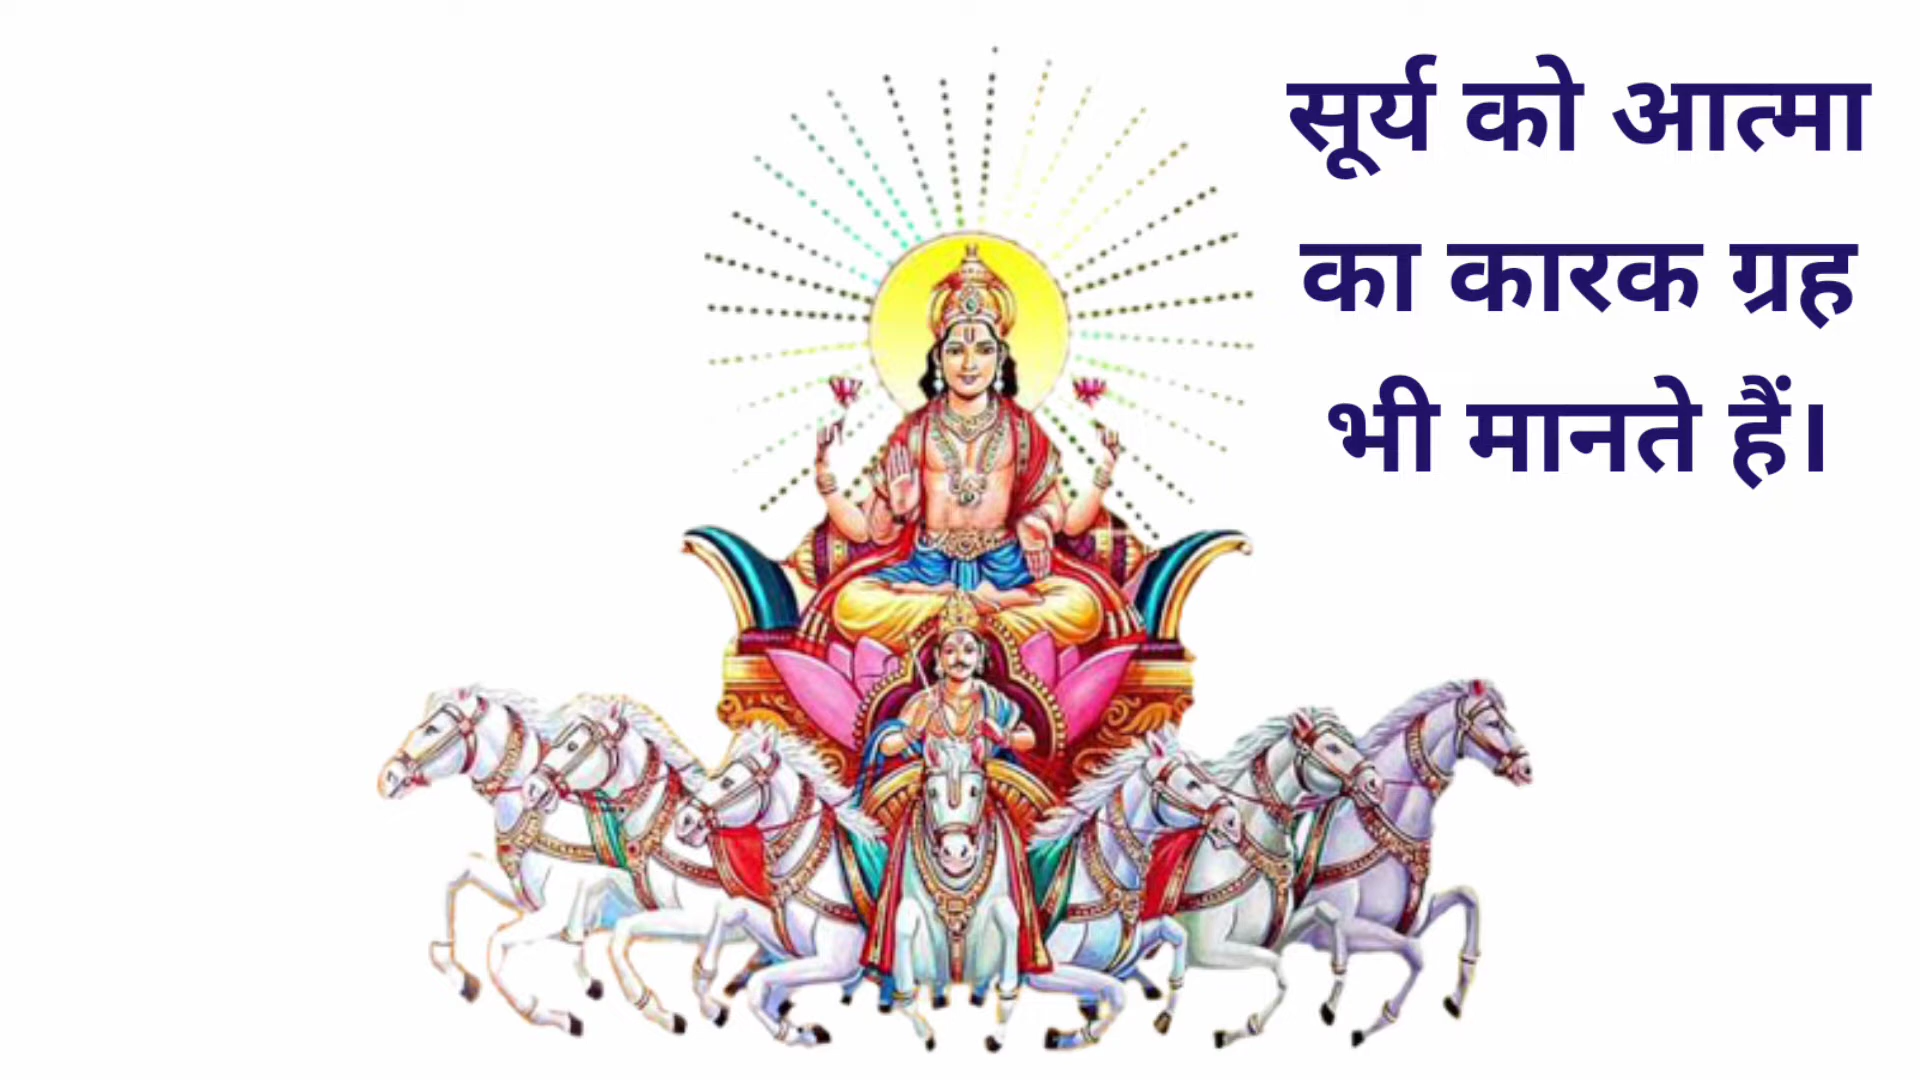 सूर्य को आत्मा
का कारक ग्रह
भी मानते हैं।